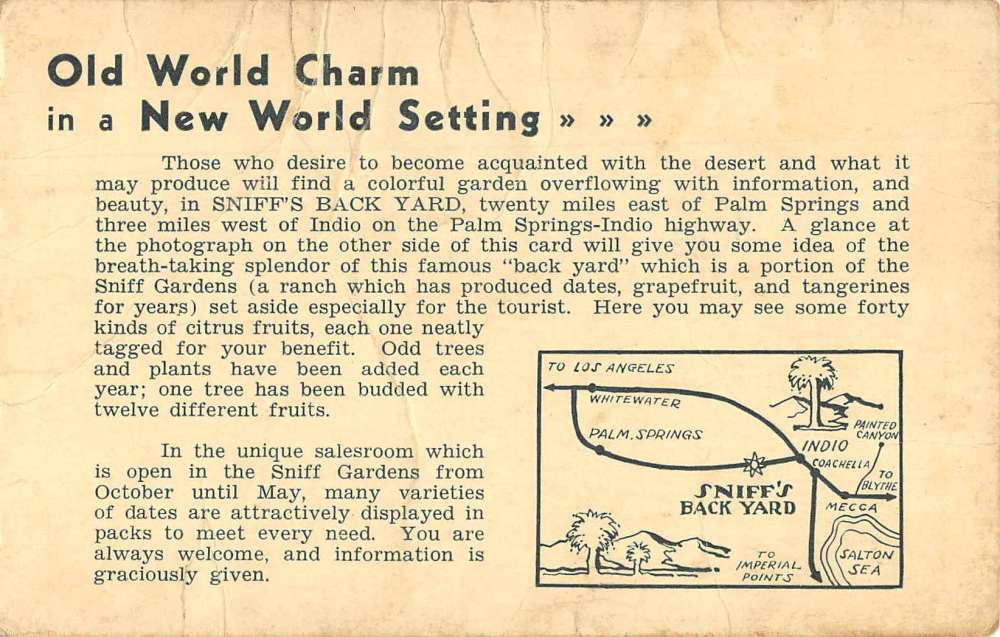 Old World Charm
in a New World Setting » » »
Those who desire to become acquainted with the desert and what it
may produce will find a colorful garden overflowing with information, and
beauty, in SNIFF'S BACK YARD, twenty miles east of Palm Springs and
three miles west of Indio on the Palm Springs-Indio highway. A glance at
the photograph on the other side of this card will give you some idea of the
breath-taking splendor of this famous "back yard" which is a portion of the
Sniff Gardens (a ranch which has produced dates, grapefruit, and tangerines
for years) set aside especially for the tourist. Here you may see some forty
kinds of citrus fruits, each one neatly
tagged for your benefit. Odd trees
and plants have been added each
year; one tree has been budded with
twelve different fruits.
In the unique salesroom which
is open in the Sniff Gardens from
October until May, many varieties
of dates are attractively displayed in
packs to meet every need. You are
always welcome, and information is
graciously given.
TO LOS ANGELES
WHITEWATER
PALM SPRINGS
INDIO
PAINTED
CANYON
COACHELLA
TO
BLYTHE
SNIFF'S
BACK YARD
MECCA
TO
IMPERIAL
POINTS
SALTON
SEA